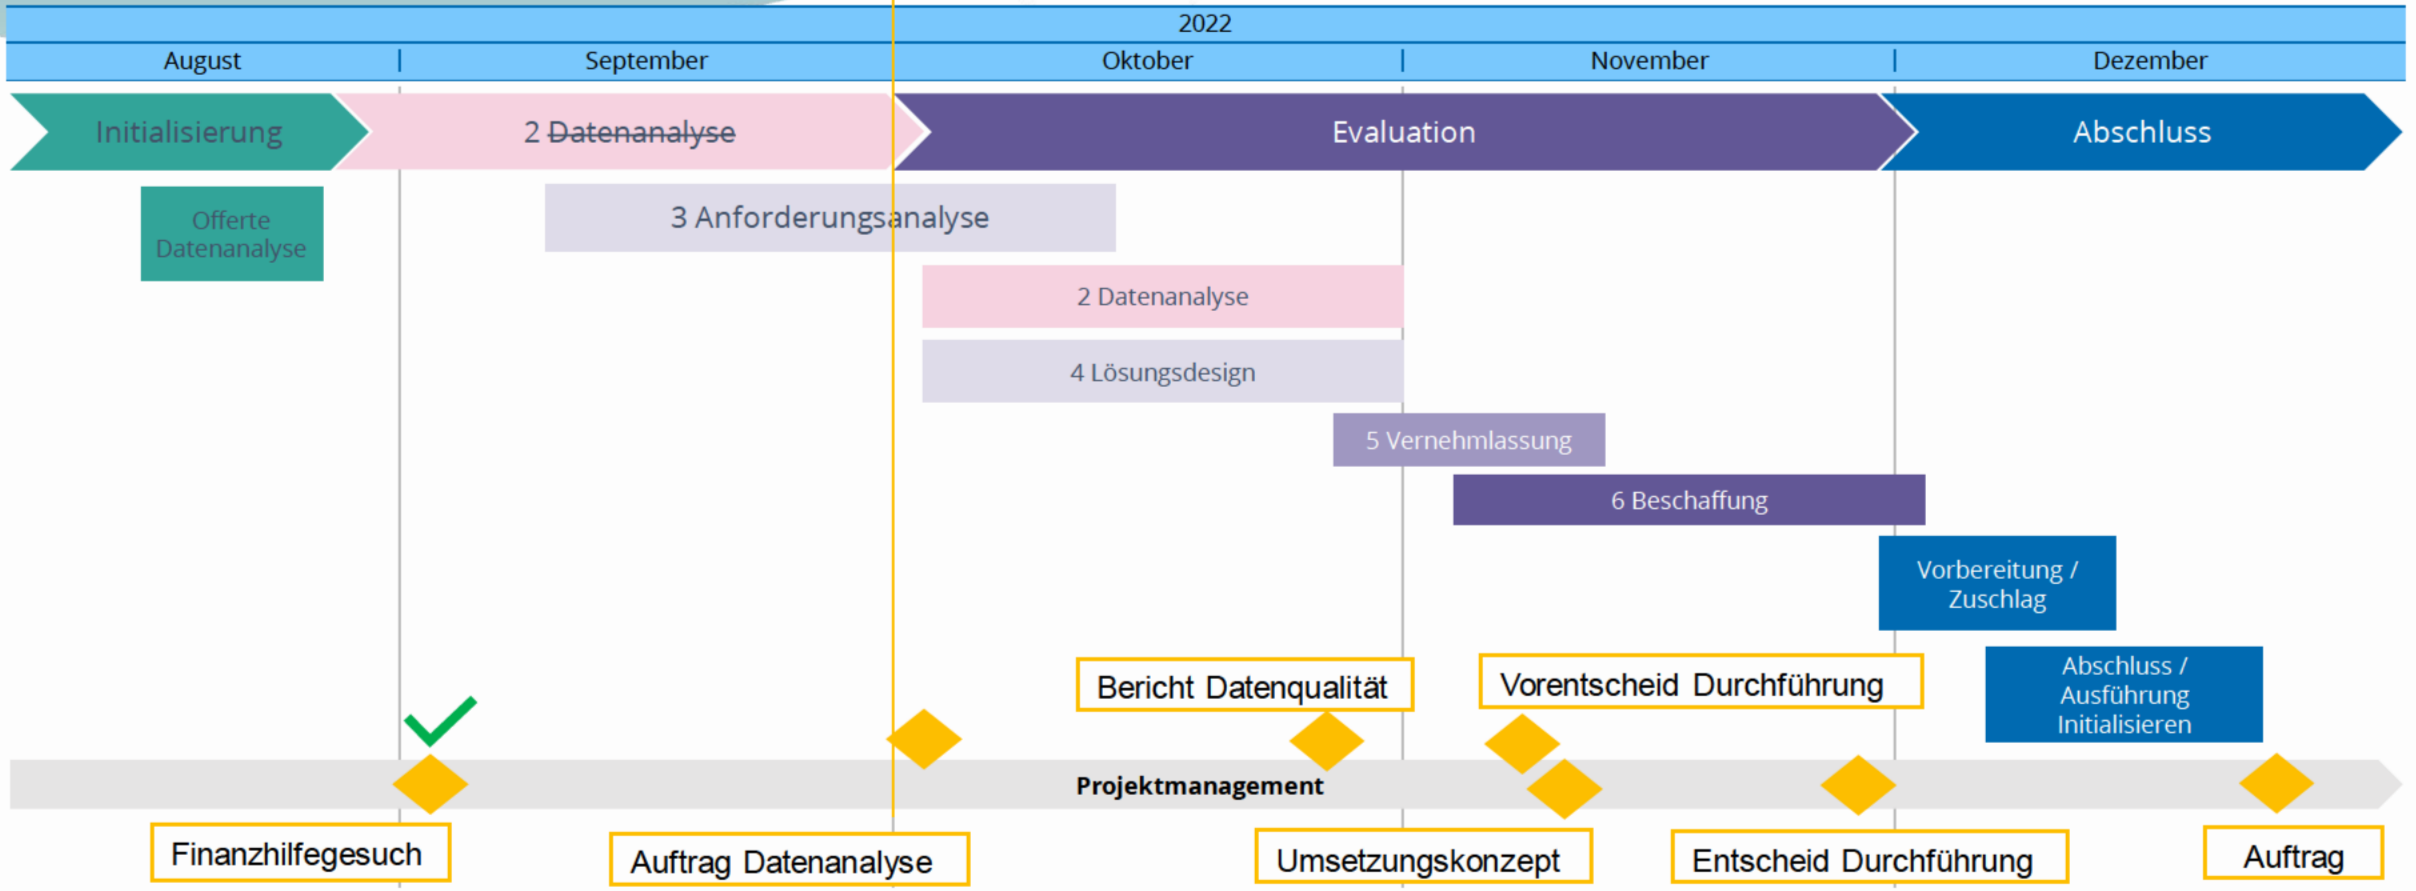 2022
August
September
Oktober
November
Dezember
Initialisierung
2 Datenanalyse
Evaluation
Abschluss
Offerte
Datenanalyse
3 Anforderungsanalyse
2 Datenanalyse
4 Lösungsdesign
5 Vernehmlassung
6 Beschaffung
Vorbereitung /
Zuschlag
Abschluss /
Ausführung
Initialisieren
Bericht Datenqualität
Vorentscheid Durchführung
Projektmanagement
Finanzhilfegesuch
Auftrag Datenanalyse
Umsetzungskonzept
Entscheid Durchführung
Auftrag